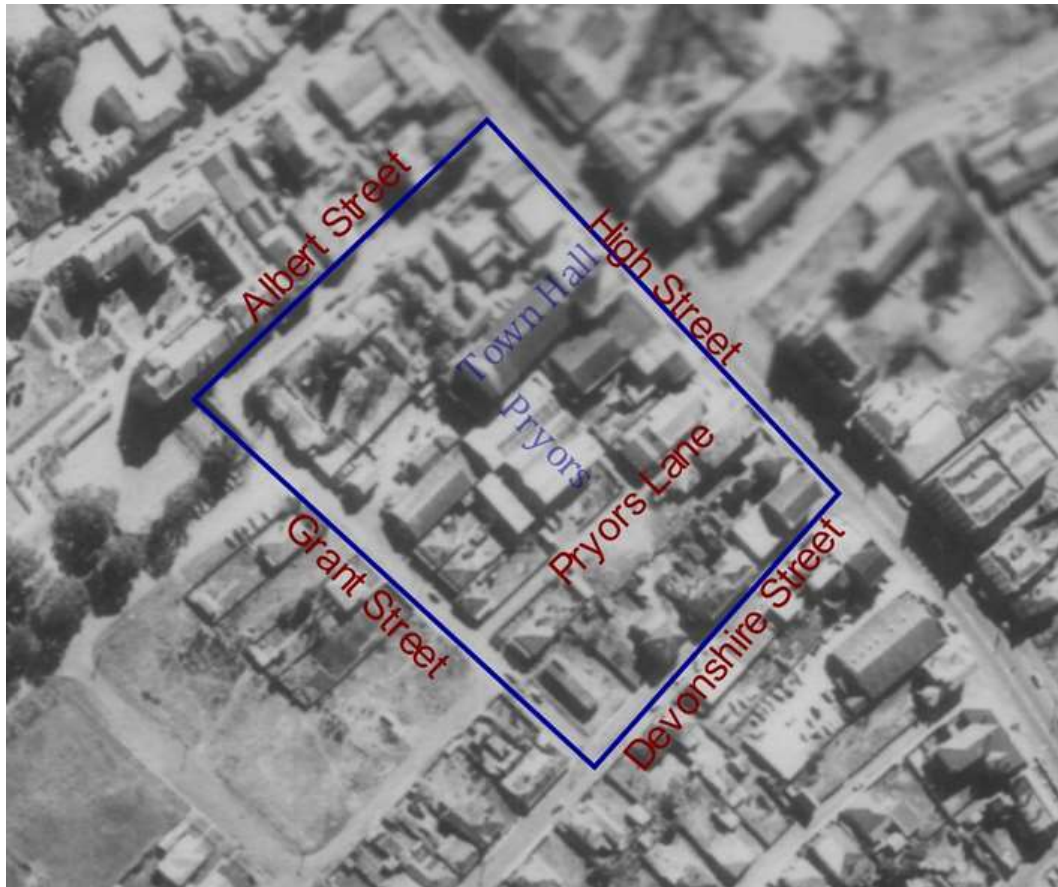 Albert Street
High Street
Town Hall
Pryors
Pryors Lane
Grant Street
Devonshire Street